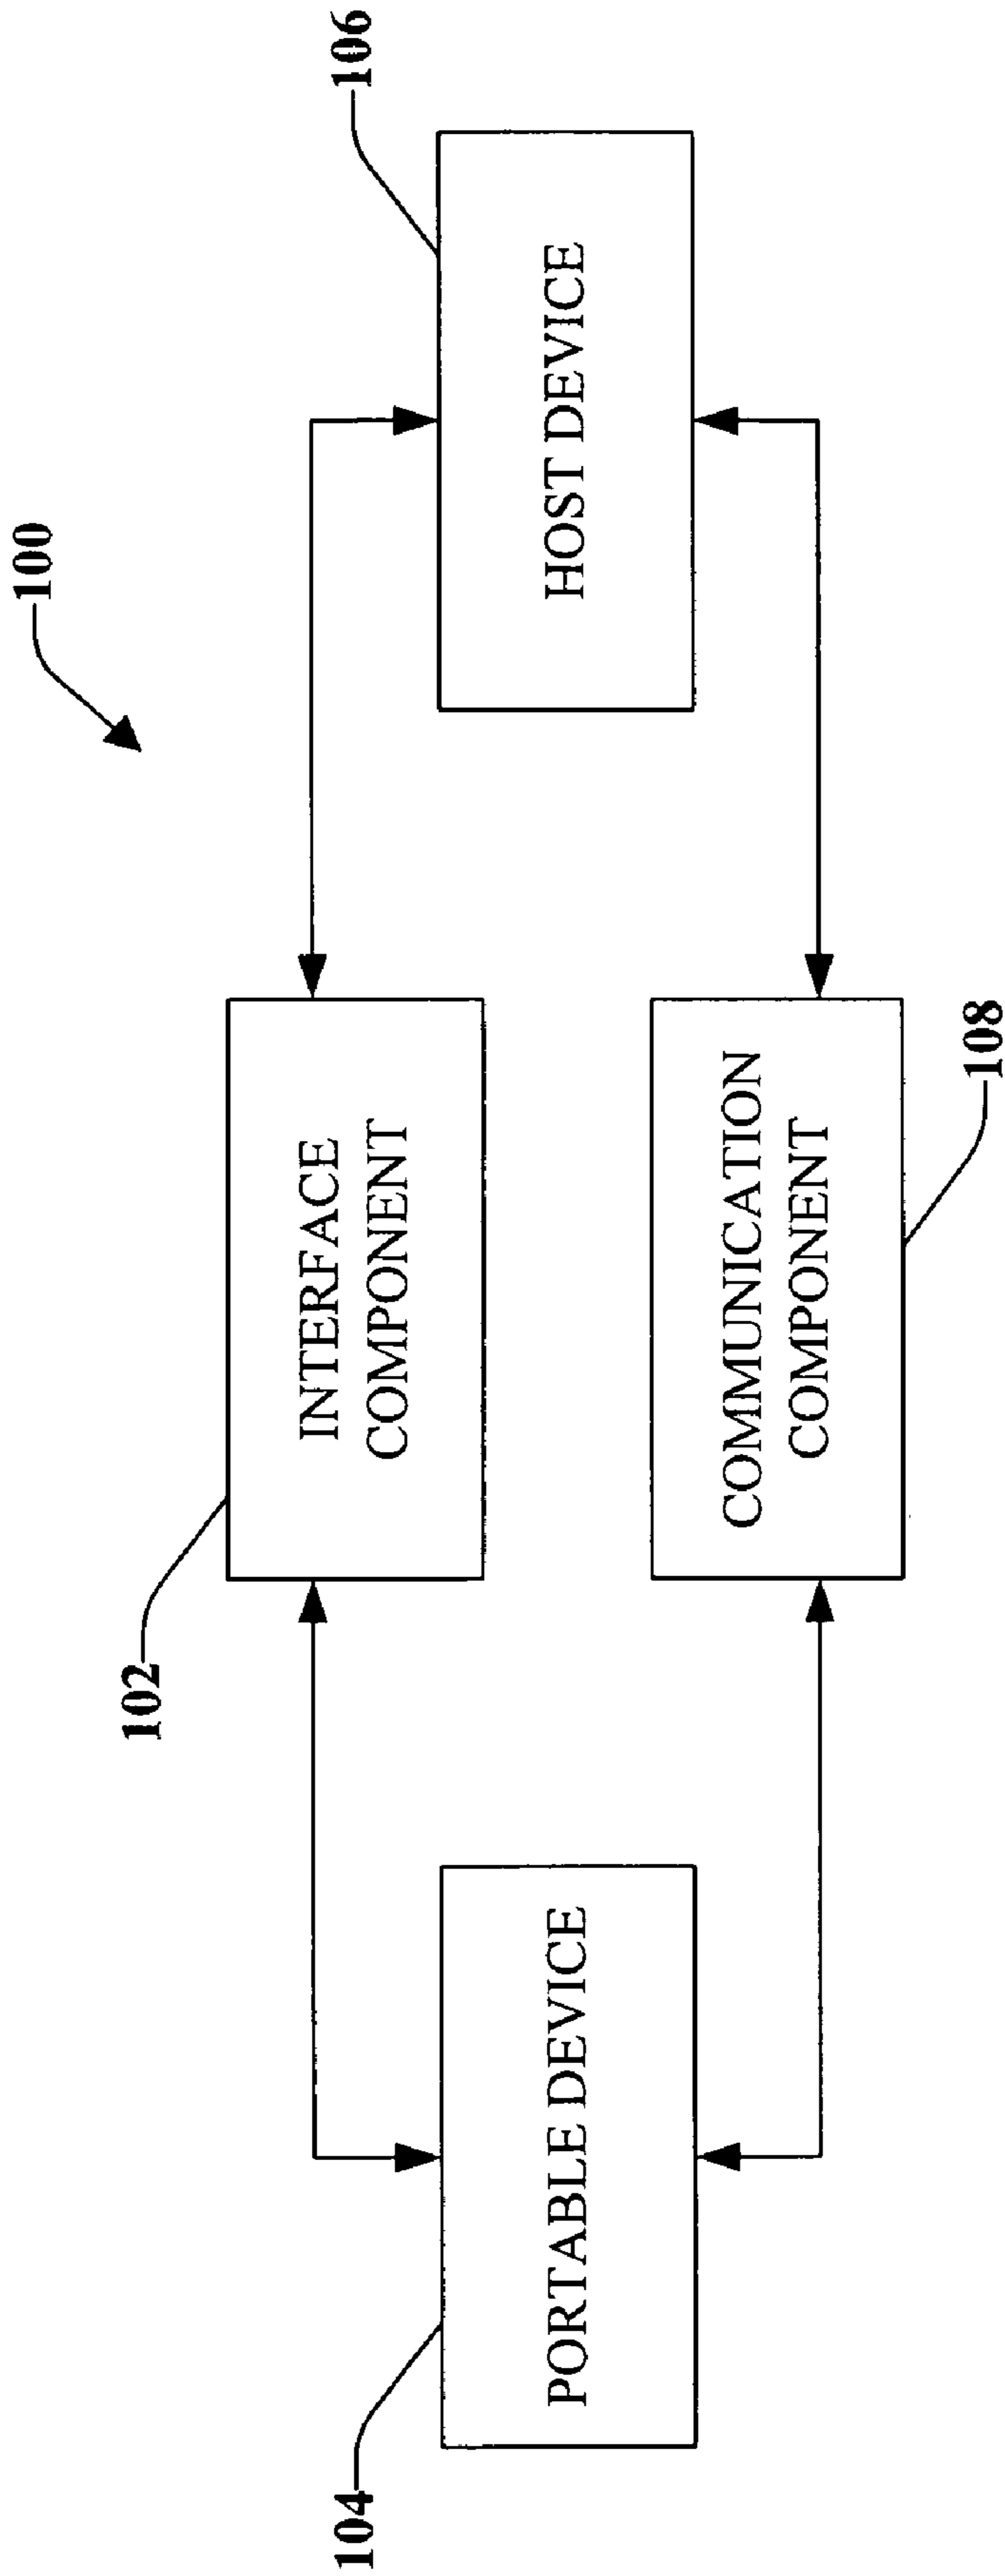 100
102
INTERFACE
COMPONENT
104
PORTABLE DEVICE
106
HOST DEVICE
COMMUNICATION
COMPONENT
108